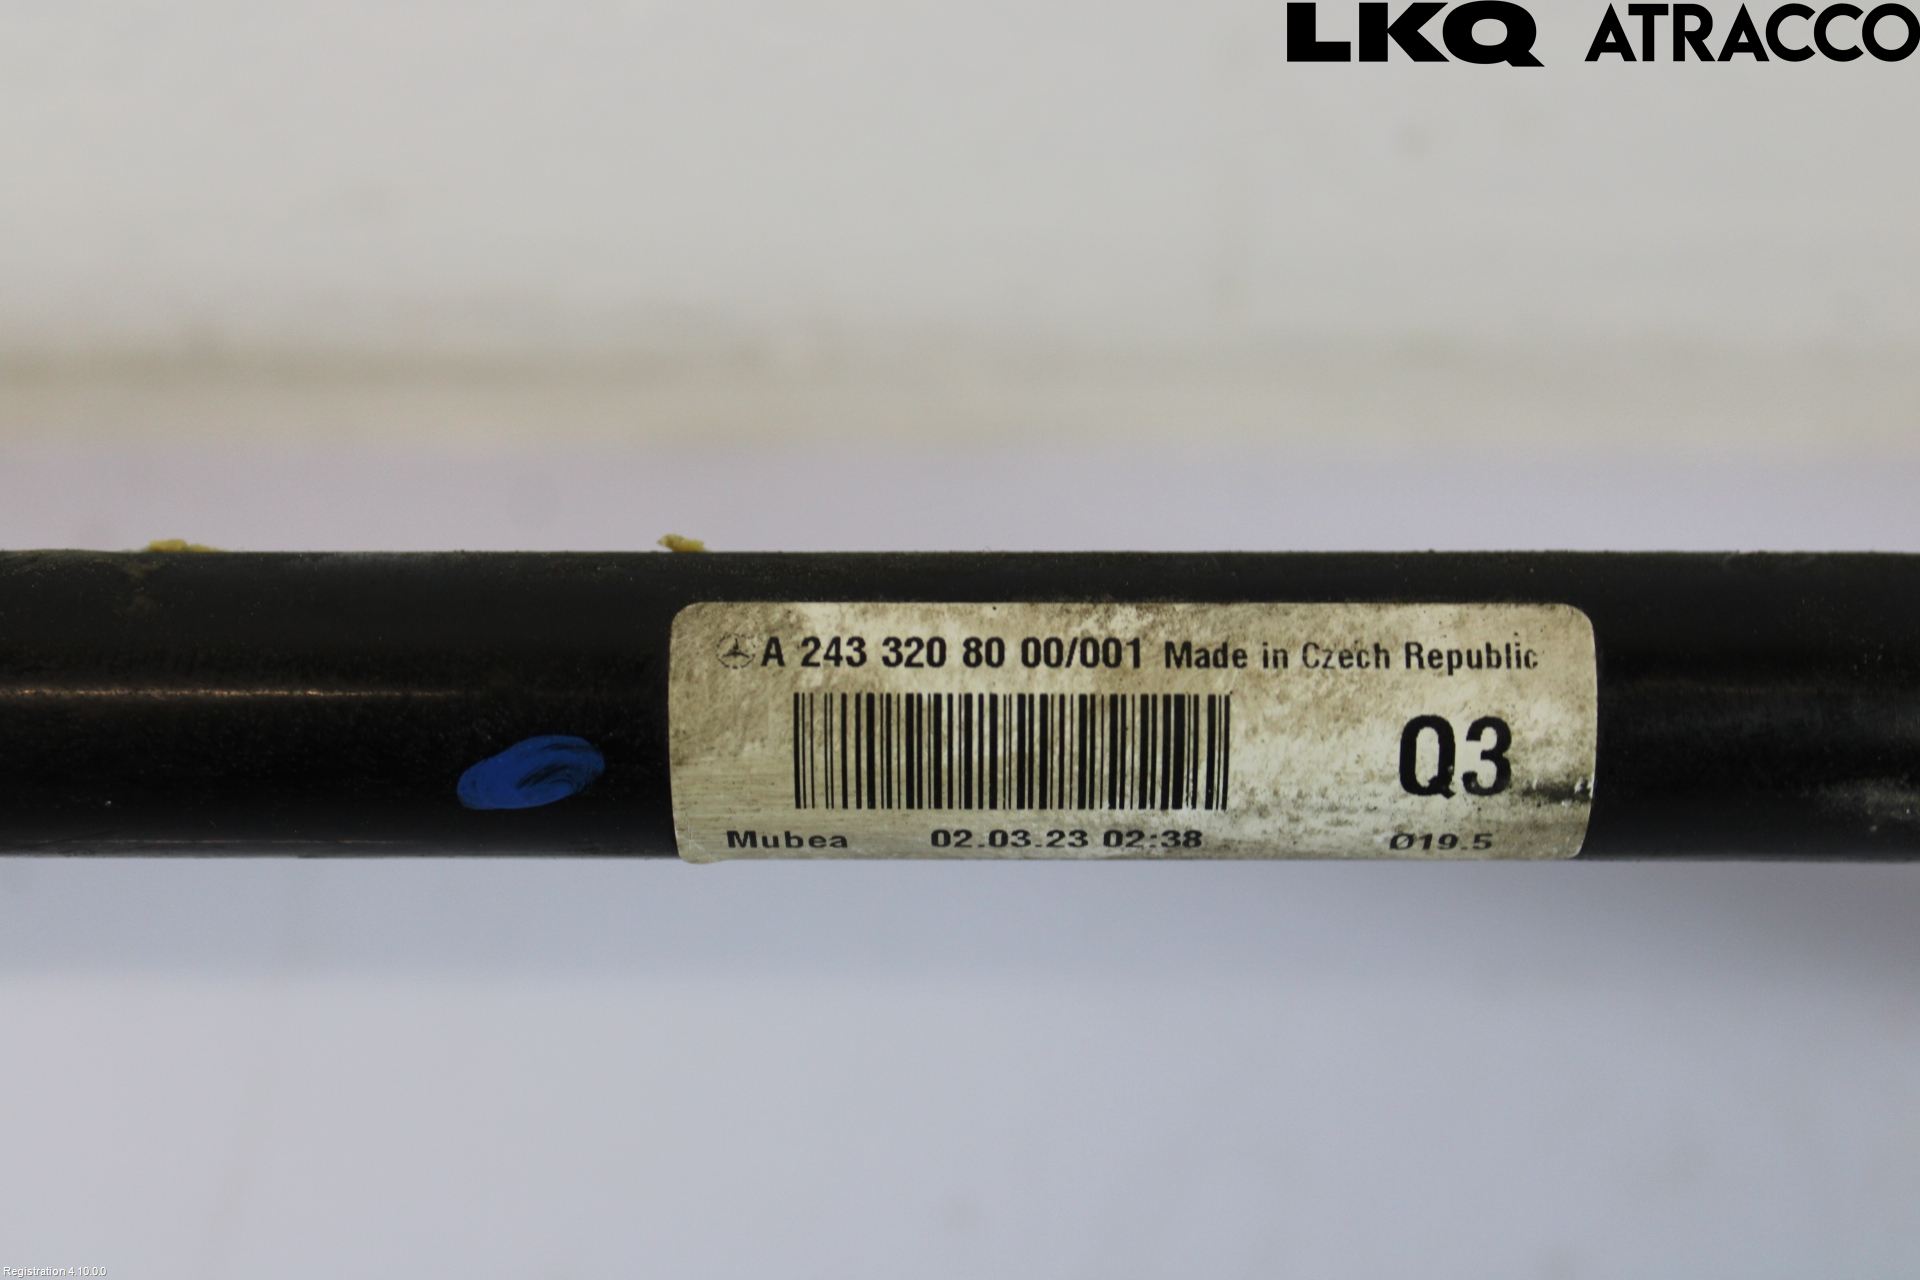 LKQ ATRACCO
A 243 320 80 00/001 Made in Czech Republic
Q3
Mubea 02.03.23 02:38 Ø19.5
Registration 4.10.0.0